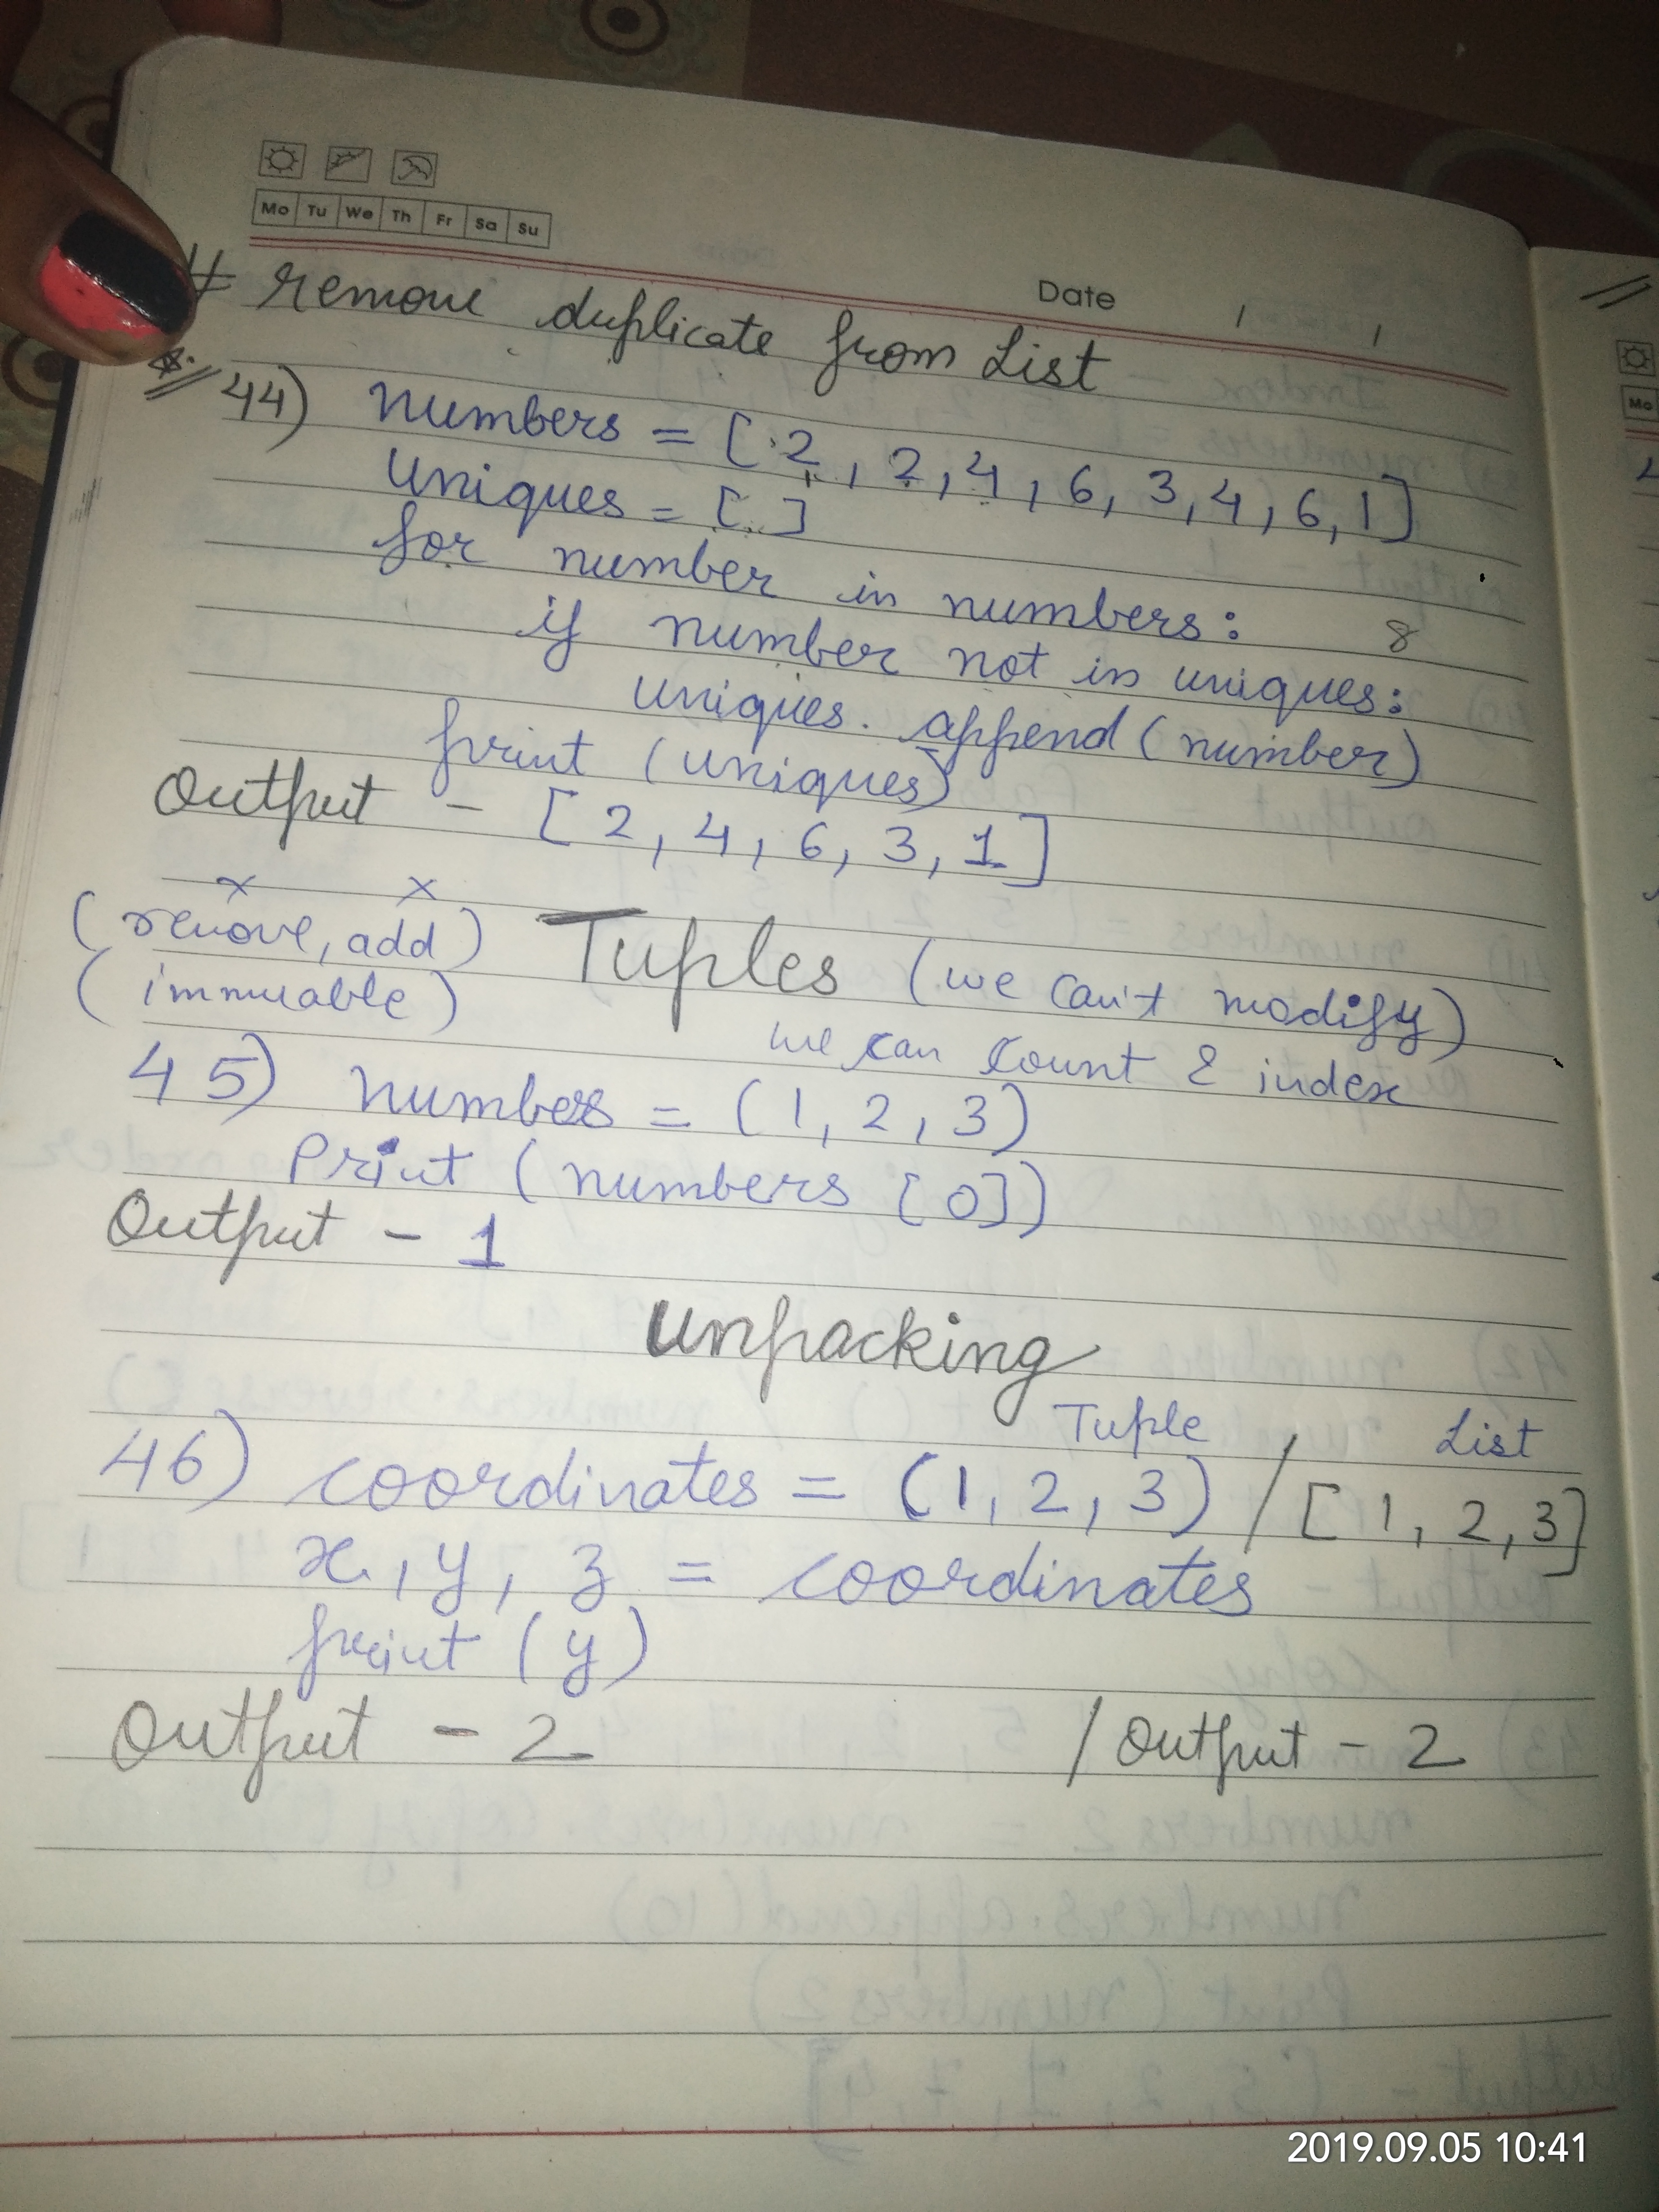 Mo Tu We Th Fr Sa Su
Date / /
# remove duplicate from List
44) numbers = [2, 2, 4, 6, 3, 4, 6, 1]
uniques = []
for number in numbers: 8
if number not in uniques:
uniques. append (number)
print (uniques)
Output - [2, 4, 6, 3, 1]
x x
(remove, add) Tuples (we can't modify)
(immuable) we can count & index
45) numbers = (1, 2, 3)
Print (numbers [0])
Output - 1
Unpacking
Tuple List
46) coordinates = (1, 2, 3) / [1, 2, 3]
x, y, z = coordinates
print (y)
Output - 2 / Output - 2
Mo
2019.09.05 10:41